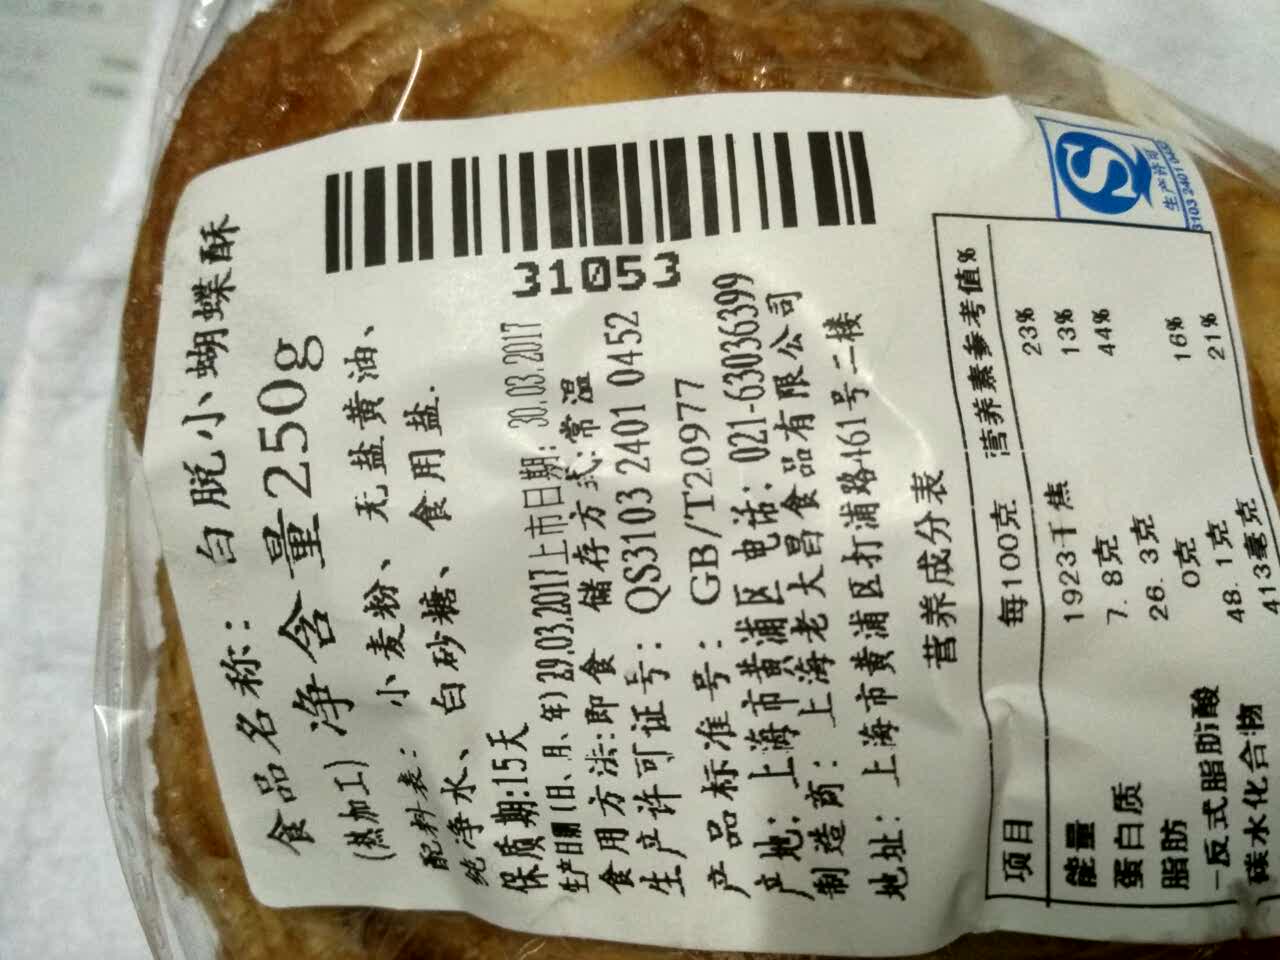 食品名称：白脱小蝴蝶酥
(热加工) 净含量250g
配料表：小麦粉、无盐黄油、
纯净水、白砂糖、食用盐.
保质期:15天
生产日期(日、月、年)29.03.2017上市日期: 30.03.2017
食用方法:即食 储存方式:常温
生产许可证号: QS3103 2401 0452
产品标准号: GB/T20977
产地: 上海市黄浦区 电话: 021-63036399
制造商: 上海老大昌食品有限公司
地址: 上海市黄浦区打浦路461号二楼
31053
营养成分表
项目 每100克 营养素参考值%
能量 1923千焦 23%
蛋白质 7.8克 13%
脂肪 26.3克 44%
-反式脂肪酸 0克
碳水化合物 48.1克 16%
413毫克 21%
生产许可